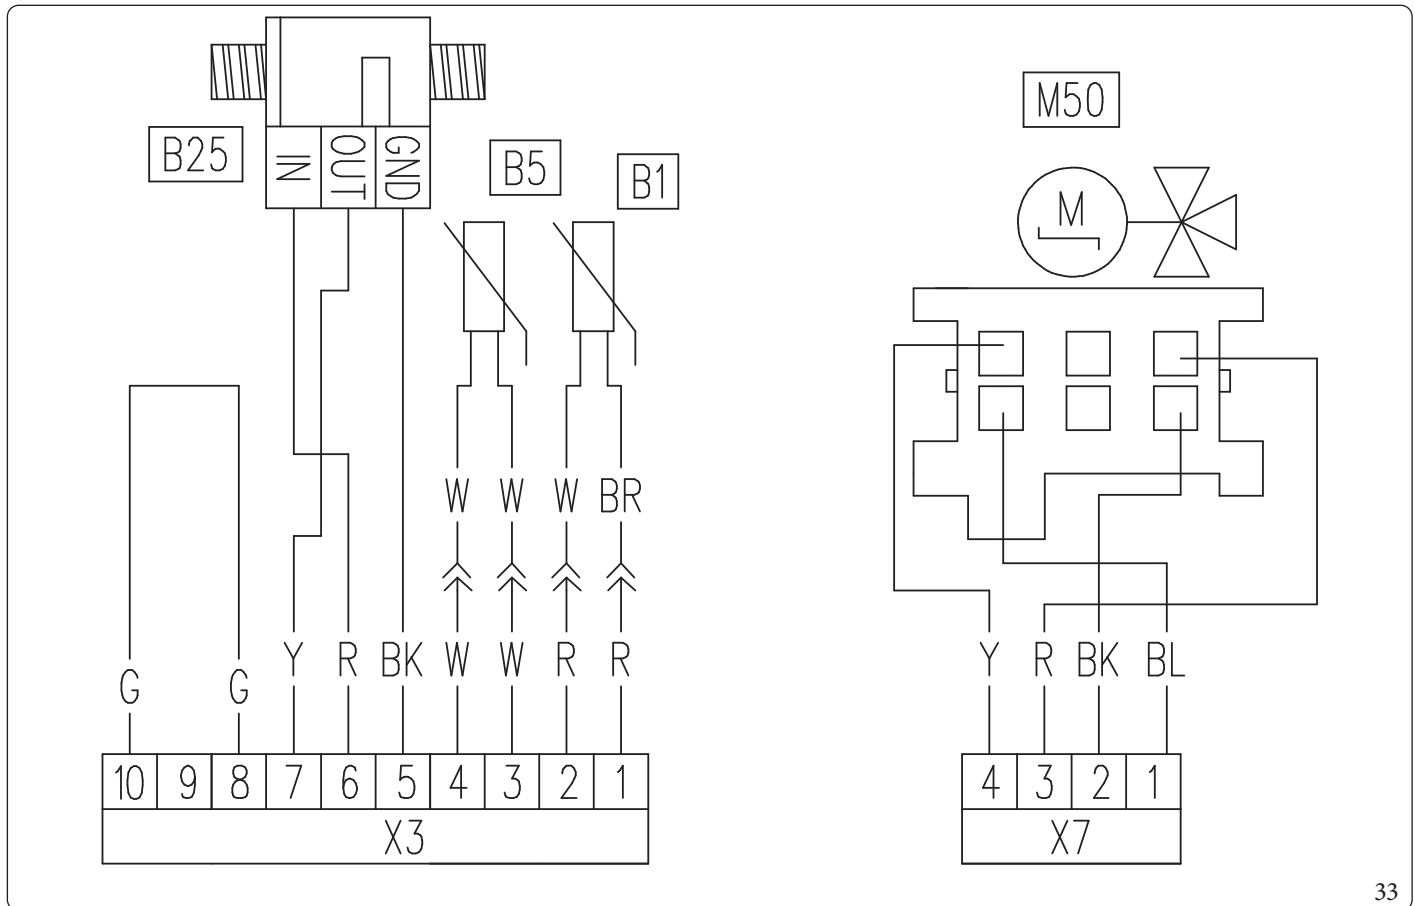 M50
B25
IN OUT GND
B5
B1
M
W W W BR
G G Y R BK W W R R
Y R BK BL
10 9 8 7 6 5 4 3 2 1
X3
4 3 2 1
X7
33